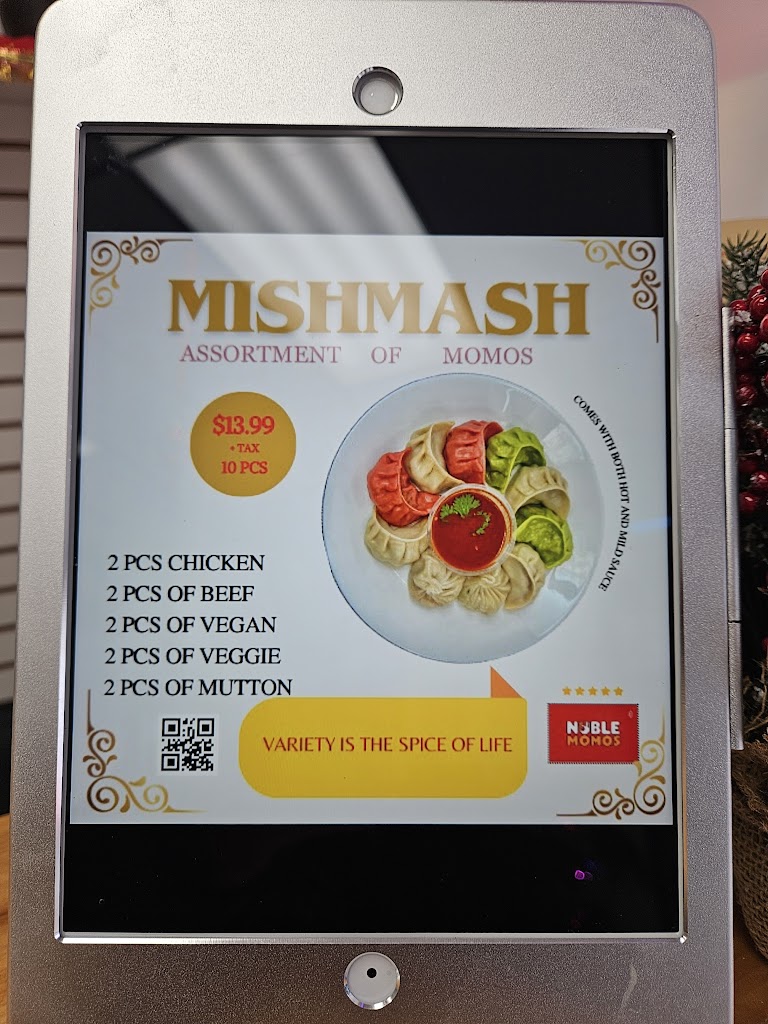 MISHMASH
ASSORTMENT OF MOMOS
$13.99
+ TAX
10 PCS
COMES WITH BOTH HOT AND MILD SAUCE
2 PCS CHICKEN
2 PCS OF BEEF
2 PCS OF VEGAN
2 PCS OF VEGGIE
2 PCS OF MUTTON
VARIETY IS THE SPICE OF LIFE
NOBLE
MOMOS